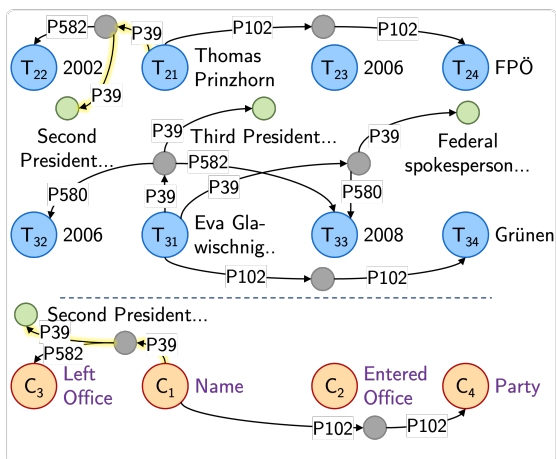 P582 P39 P102 P102
T22 2002 T21 Thomas
Prinzhorn T23 2006 T24 FPÖ
P39
Second
President...
P39 Third President...
P39 Federal
spokesperson...
P582
P580 P39 P39 P580
T32 2006 T31 Eva Gla-
wischnig.. T33 2008 T34 Grünen
P102 P102
Second President...
P39 P39
P582
C3 Left
Office C1 Name C2 Entered
Office C4 Party
P102 P102